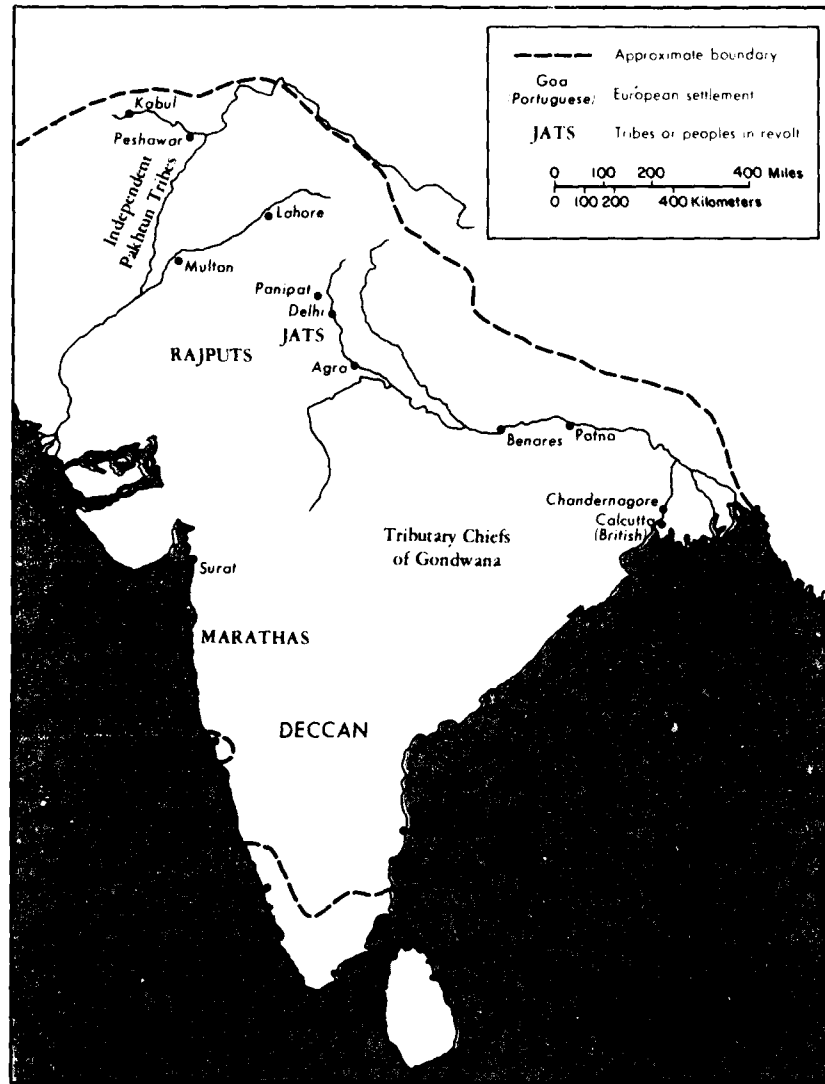 Approximate boundary
Goa
(Portuguese)
European settlement
JATS
Tribes or peoples in revolt
0 100 200 400 Miles
0 100 200 400 Kilometers
Kabul
Peshawar
Independent
Pakhtun Tribes
Lahore
Multan
Panipat
Delhi
JATS
RAJPUTS
Agra
Benares
Patna
Chandernagore
Calcutta
(British)
Tributary Chiefs
of Gondwana
Surat
MARATHAS
DECCAN